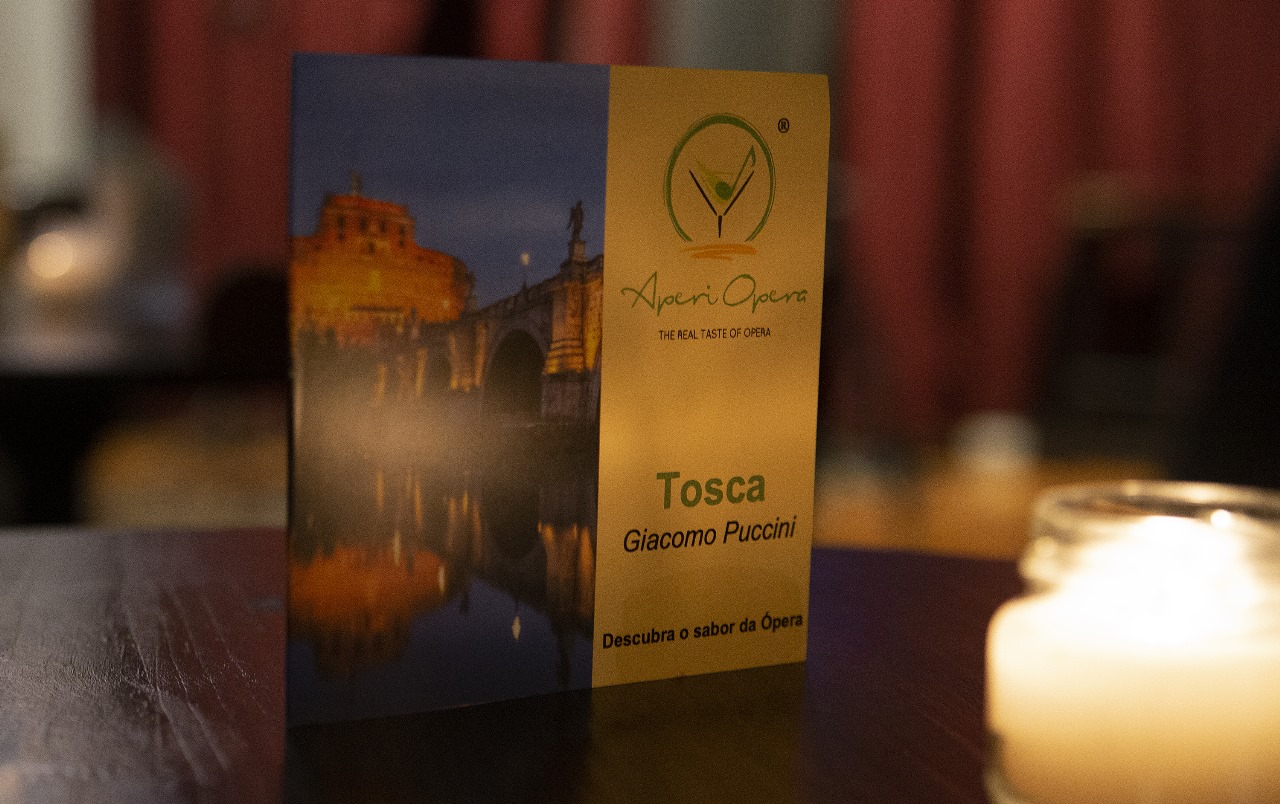 ®
Aperi Opera
THE REAL TASTE OF OPERA
Tosca
Giacomo Puccini
Descubra o sabor da Ópera